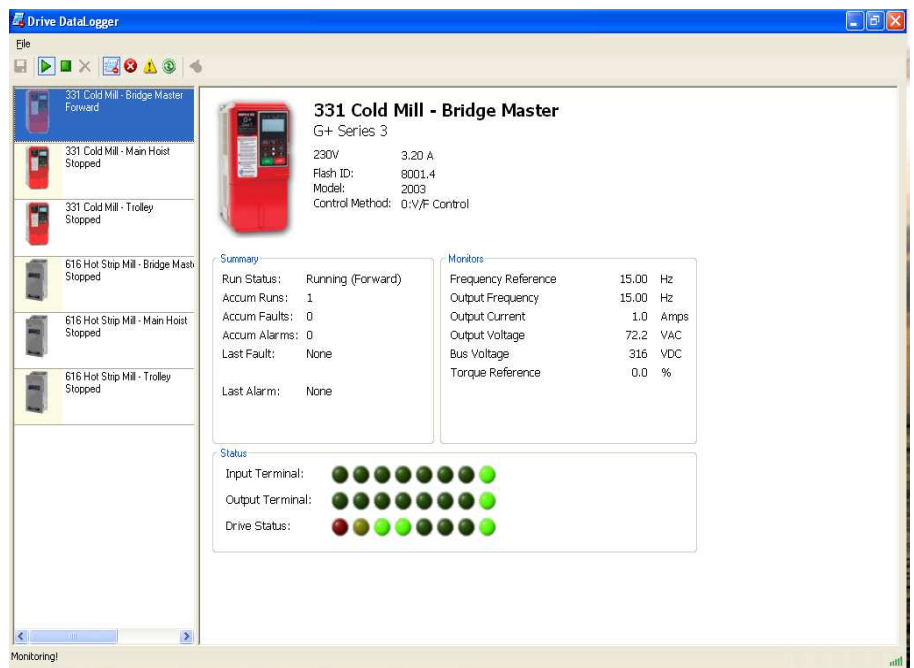 Drive DataLogger
File
331 Cold Mill - Bridge Master
Forward
331 Cold Mill - Main Hoist
Stopped
331 Cold Mill - Trolley
Stopped
616 Hot Strip Mill - Bridge Mast
Stopped
616 Hot Strip Mill - Main Hoist
Stopped
616 Hot Strip Mill - Trolley
Stopped
331 Cold Mill - Bridge Master
G+ Series 3
230V 3.20 A
Flash ID: 8001.4
Model: 2003
Control Method: 0:V/F Control
Summary
Run Status: Running (Forward)
Accum Runs: 1
Accum Faults: 0
Accum Alarms: 0
Last Fault: None
Last Alarm: None
Monitors
Frequency Reference 15.00 Hz
Output Frequency 15.00 Hz
Output Current 1.0 Amps
Output Voltage 72.2 VAC
Bus Voltage 316 VDC
Torque Reference 0.0 %
Status
Input Terminal:
Output Terminal:
Drive Status:
Monitoring!